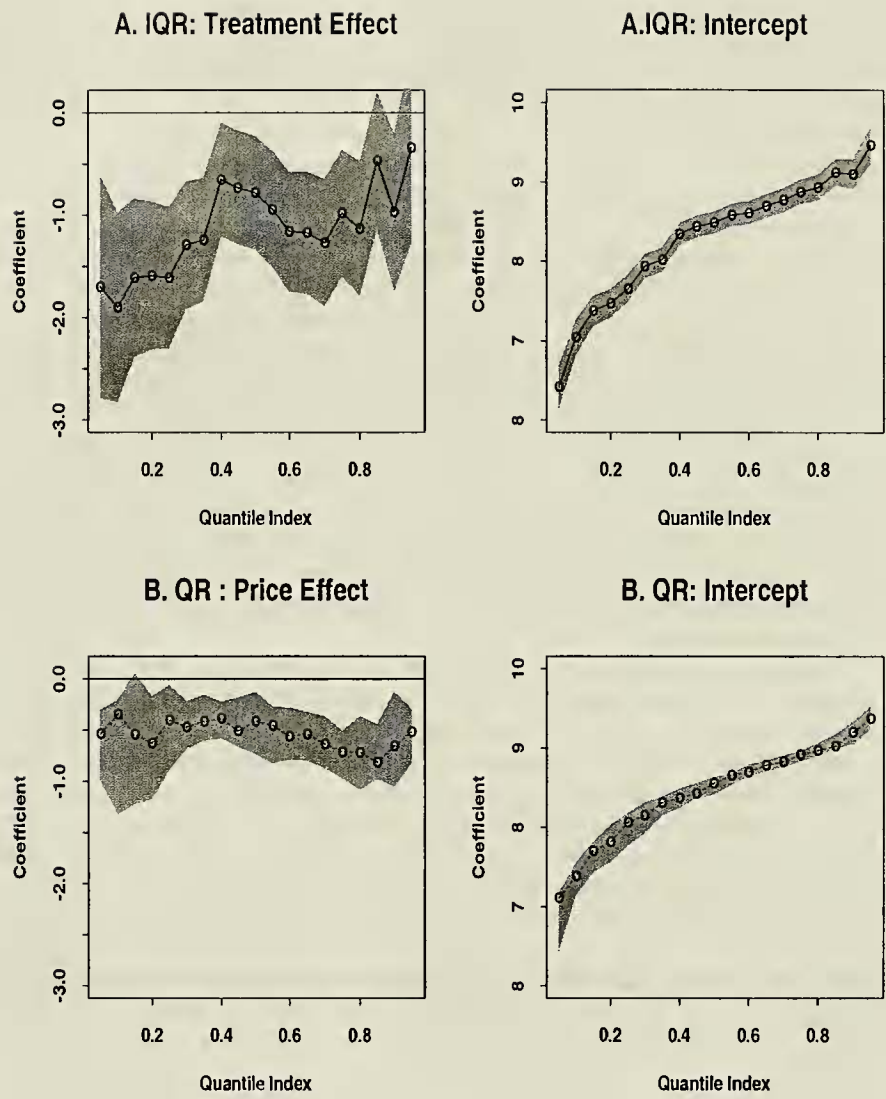 A. IQR: Treatment Effect
Coefficient
0.0
-1.0
-2.0
-3.0
0.2 0.4 0.6 0.8
Quantile Index
A.IQR: Intercept
Coefficient
10
9
8
7
8
0.2 0.4 0.6 0.8
Quantile Index
B. QR : Price Effect
Coefficient
0.0
-1.0
-2.0
-3.0
0.2 0.4 0.6 0.8
Quantile Index
B. QR: Intercept
Coefficient
10
9
8
7
8
0.2 0.4 0.6 0.8
Quantile Index